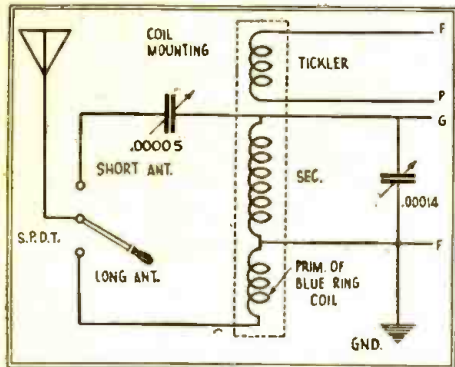 COIL
MOUNTING
F
TICKLER
P
G
.00005
SHORT ANT.
SEC.
.00014
S.P.D.T.
F
LONG ANT.
PRIM. OF
BLUE RING
COIL
GND.